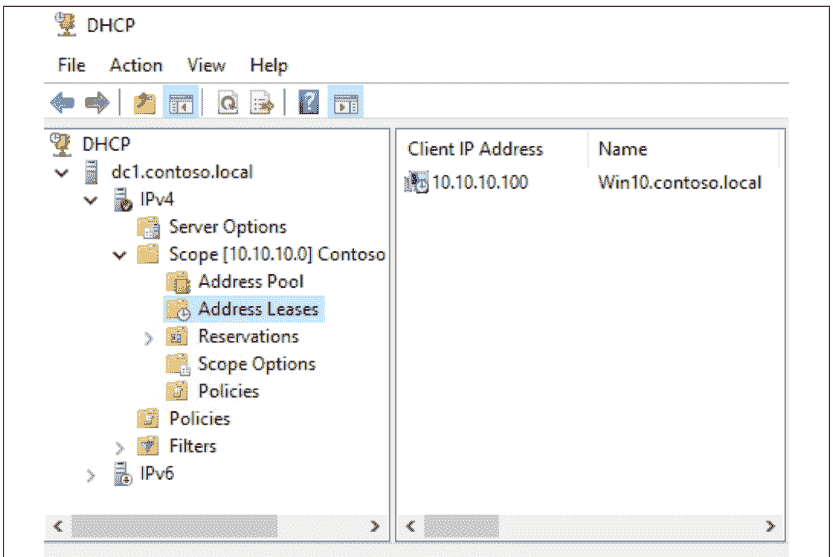 DHCP
File Action View Help
DHCP
dc1.contoso.local
IPv4
Server Options
Scope [10.10.10.0] Contoso
Address Pool
Address Leases
Reservations
Scope Options
Policies
Policies
Filters
IPv6
Client IP Address Name
10.10.10.100 Win10.contoso.local